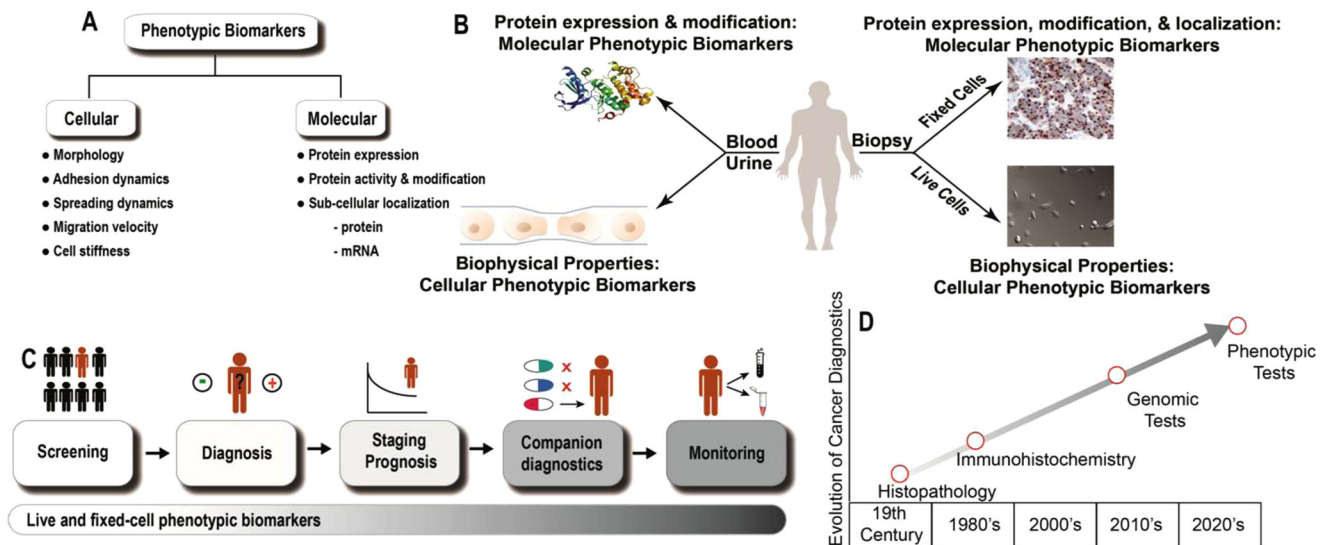 A
Phenotypic Biomarkers
Cellular
● Morphology
● Adhesion dynamics
● Spreading dynamics
● Migration velocity
● Cell stiffness
Molecular
● Protein expression
● Protein activity & modification
● Sub-cellular localization
- protein
- mRNA
B
Protein expression & modification:
Molecular Phenotypic Biomarkers
Protein expression, modification, & localization:
Molecular Phenotypic Biomarkers
Blood
Urine
Biopsy
Fixed Cells
Live Cells
Biophysical Properties:
Cellular Phenotypic Biomarkers
Biophysical Properties:
Cellular Phenotypic Biomarkers
C
- ? +
x
x
Screening
Diagnosis
Staging
Prognosis
Companion
diagnostics
Monitoring
Live and fixed-cell phenotypic biomarkers
D
Evolution of Cancer Diagnostics
Phenotypic
Tests
Genomic
Tests
Immunohistochemistry
Histopathology
19th
Century
1980's
2000's
2010's
2020's